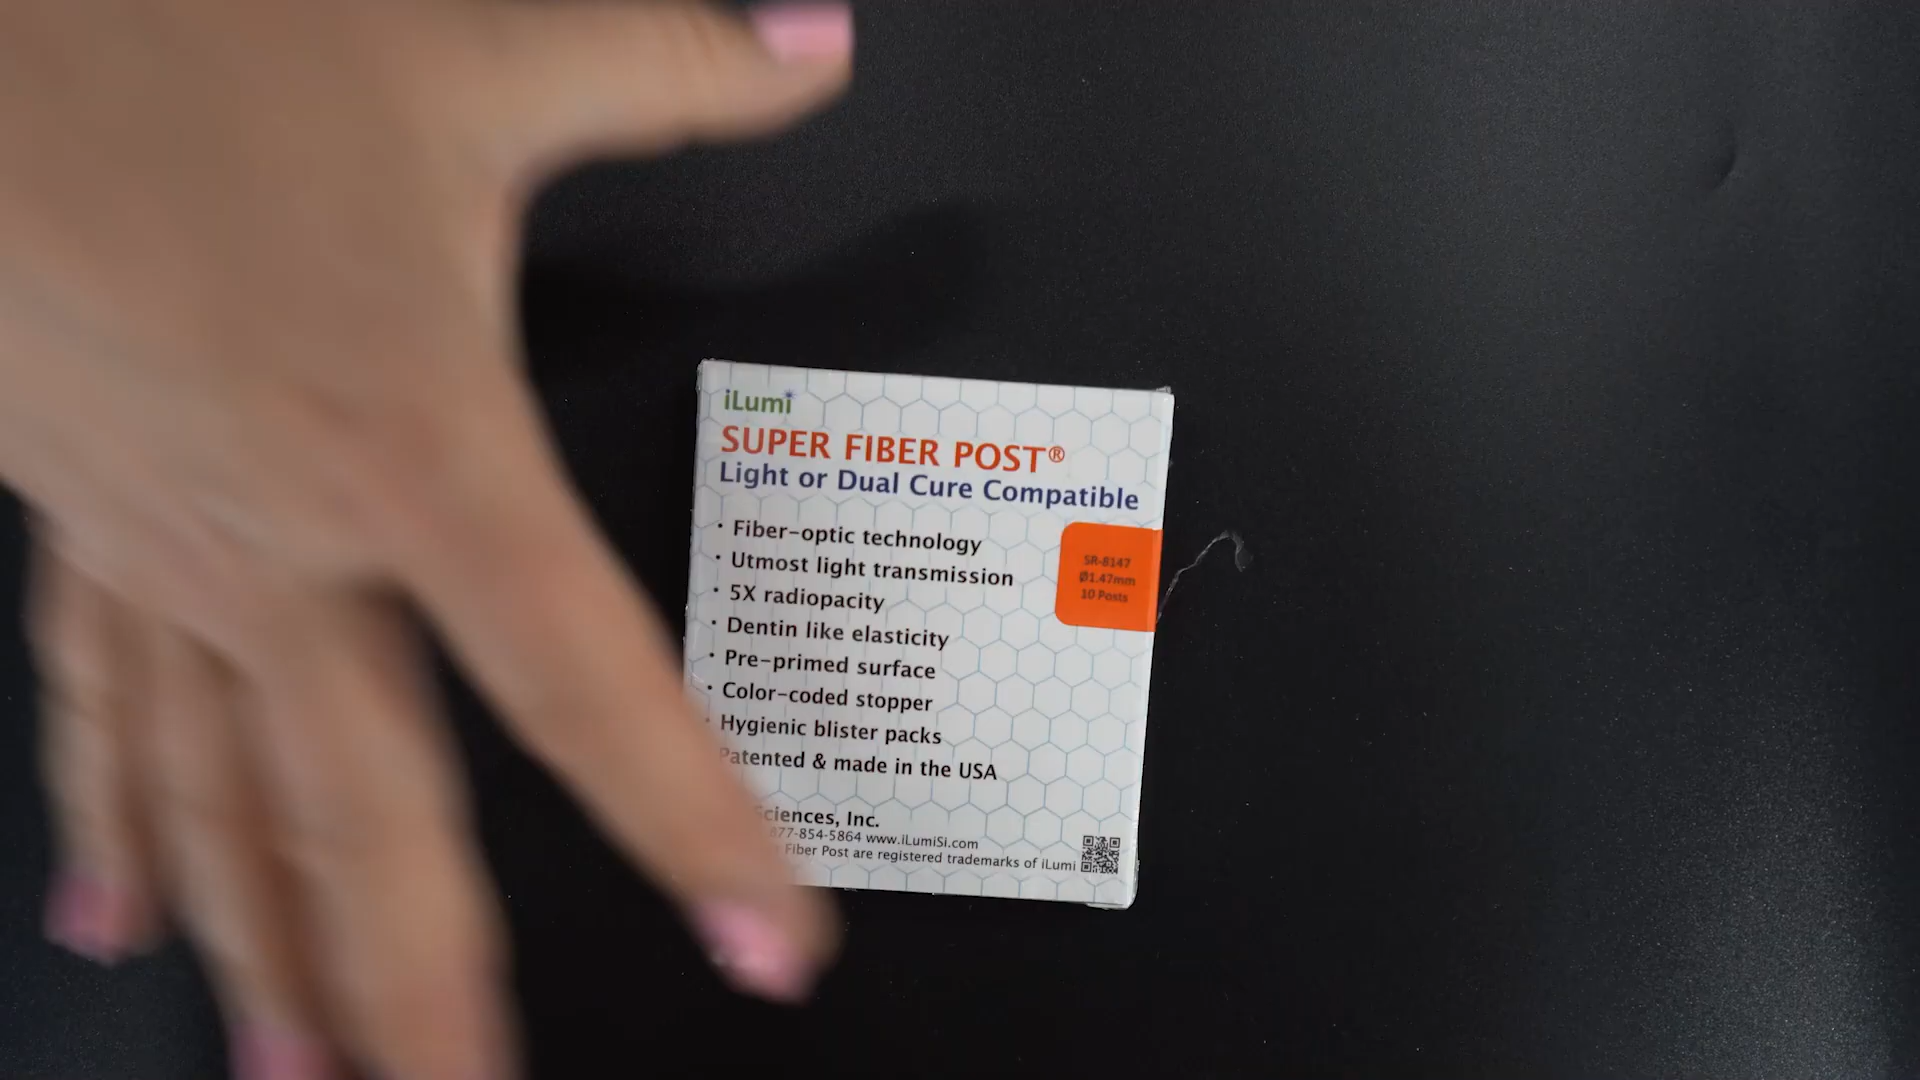 iLumi
SUPER FIBER POST®
Light or Dual Cure Compatible
• Fiber-optic technology
• Utmost light transmission
• 5X radiopacity
• Dentin like elasticity
• Pre-primed surface
• Color-coded stopper
• Hygienic blister packs
Patented & made in the USA
SR-8147
Ø1.47mm
10 Posts
Sciences, Inc.
877-854-5864 www.iLumiSi.com
Fiber Post are registered trademarks of iLumi